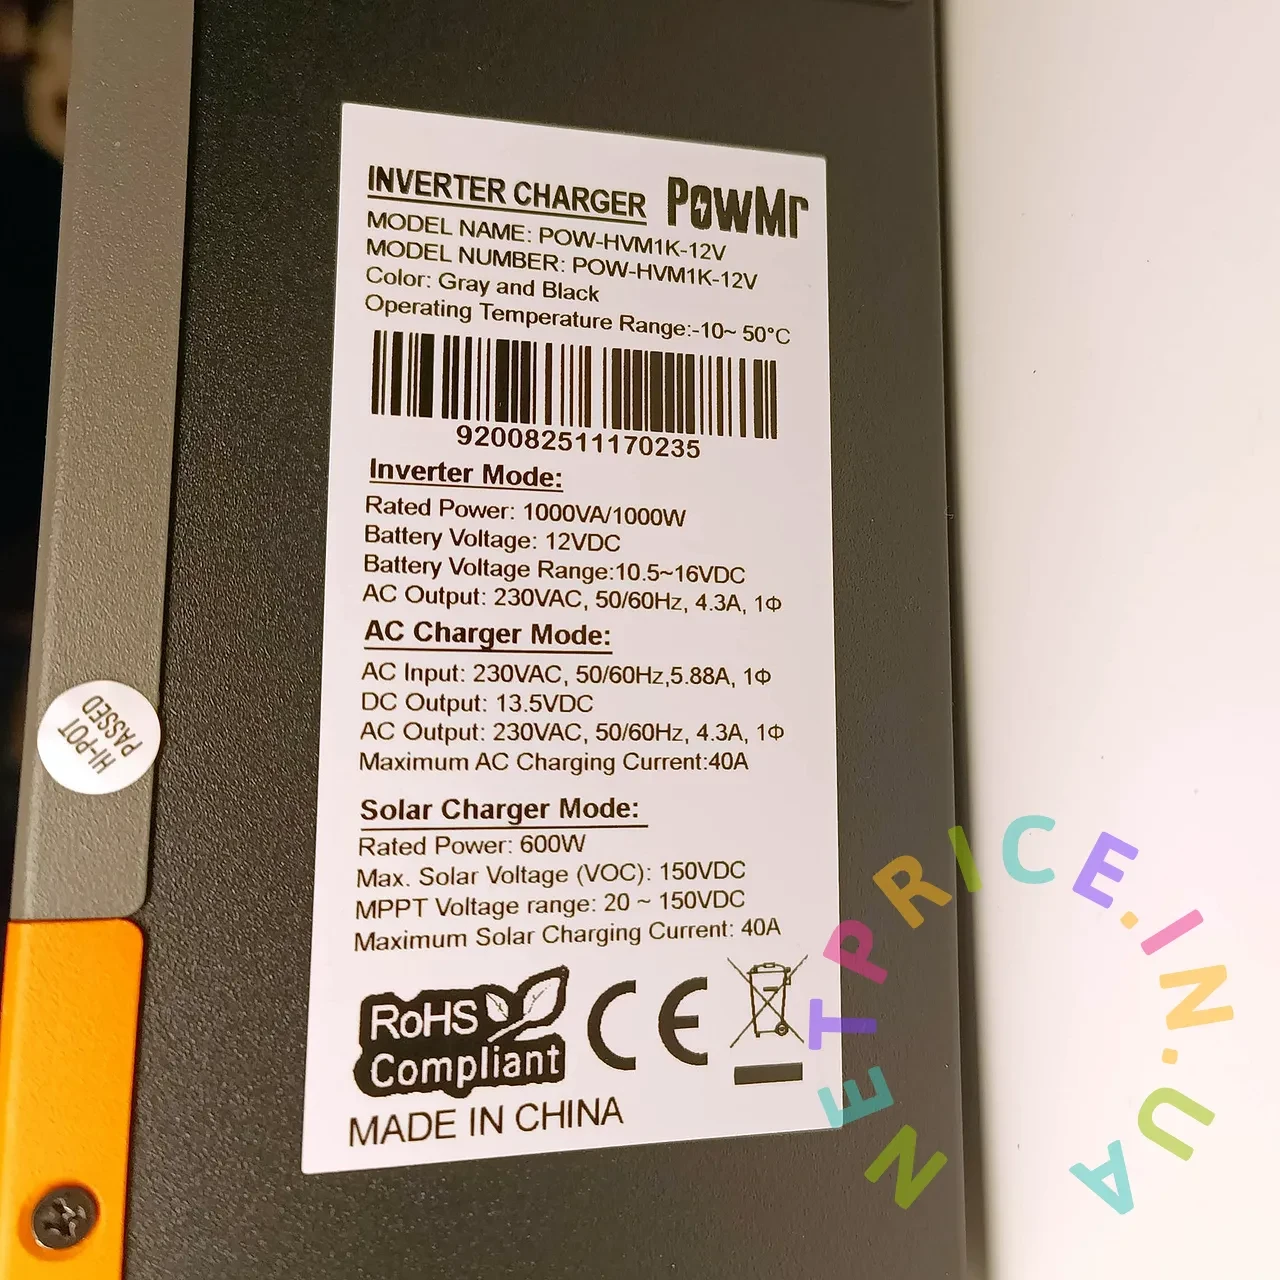 INVERTER CHARGER PowMr
MODEL NAME: POW-HVM1K-12V
MODEL NUMBER: POW-HVM1K-12V
Color: Gray and Black
Operating Temperature Range:-10~ 50°C
920082511170235
Inverter Mode:
Rated Power: 1000VA/1000W
Battery Voltage: 12VDC
Battery Voltage Range:10.5~16VDC
AC Output: 230VAC, 50/60Hz, 4.3A, 1Φ
AC Charger Mode:
AC Input: 230VAC, 50/60Hz,5.88A, 1Φ
DC Output: 13.5VDC
AC Output: 230VAC, 50/60Hz, 4.3A, 1Φ
Maximum AC Charging Current:40A
Solar Charger Mode:
Rated Power: 600W
Max. Solar Voltage (VOC): 150VDC
MPPT Voltage range: 20 ~ 150VDC
Maximum Solar Charging Current: 40A
RoHS
Compliant
CE
MADE IN CHINA
HI-POT
PASSED
NETPRICE.IN.UA